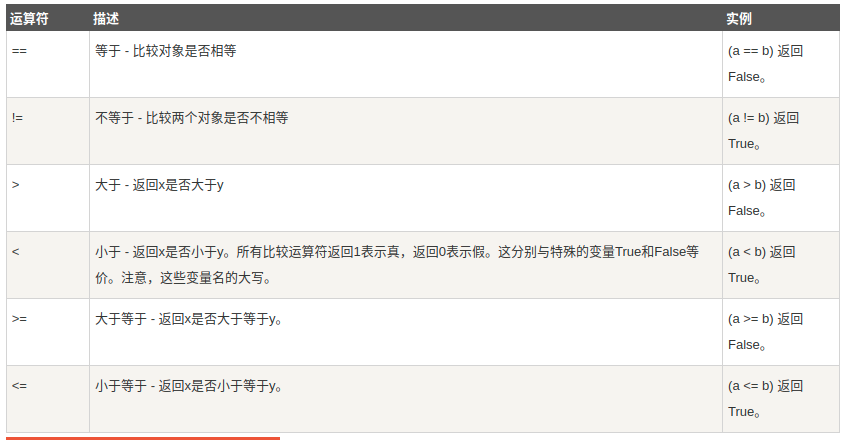 运算符 描述 实例
== 等于 - 比较对象是否相等 (a == b) 返回
False。
!= 不等于 - 比较两个对象是否不相等 (a != b) 返回
True。
> 大于 - 返回x是否大于y (a > b) 返回
False。
< 小于 - 返回x是否小于y。所有比较运算符返回1表示真，返回0表示假。这分别与特殊的变量True和False等 (a < b) 返回
价。注意，这些变量名的大写。 True。
>= 大于等于 - 返回x是否大于等于y。 (a >= b) 返回
False。
<= 小于等于 - 返回x是否小于等于y。 (a <= b) 返回
True。